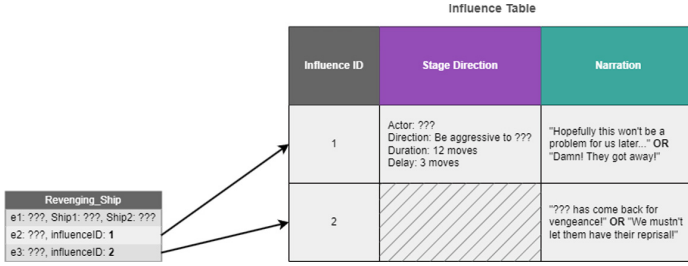 Influence Table
Influence ID
Stage Direction
Narration
1
Actor: ???
Direction: Be aggressive to ???
Duration: 12 moves
Delay: 3 moves
"Hopefully this won't be a
problem for us later..." OR
"Damn! They got away!"
2
"??? has come back for
vengeance!" OR "We mustn't
let them have their reprisal!"
Revenging_Ship
e1: ???, Ship1: ???, Ship2: ???
e2: ???, influenceID: 1
e3: ???, influenceID: 2